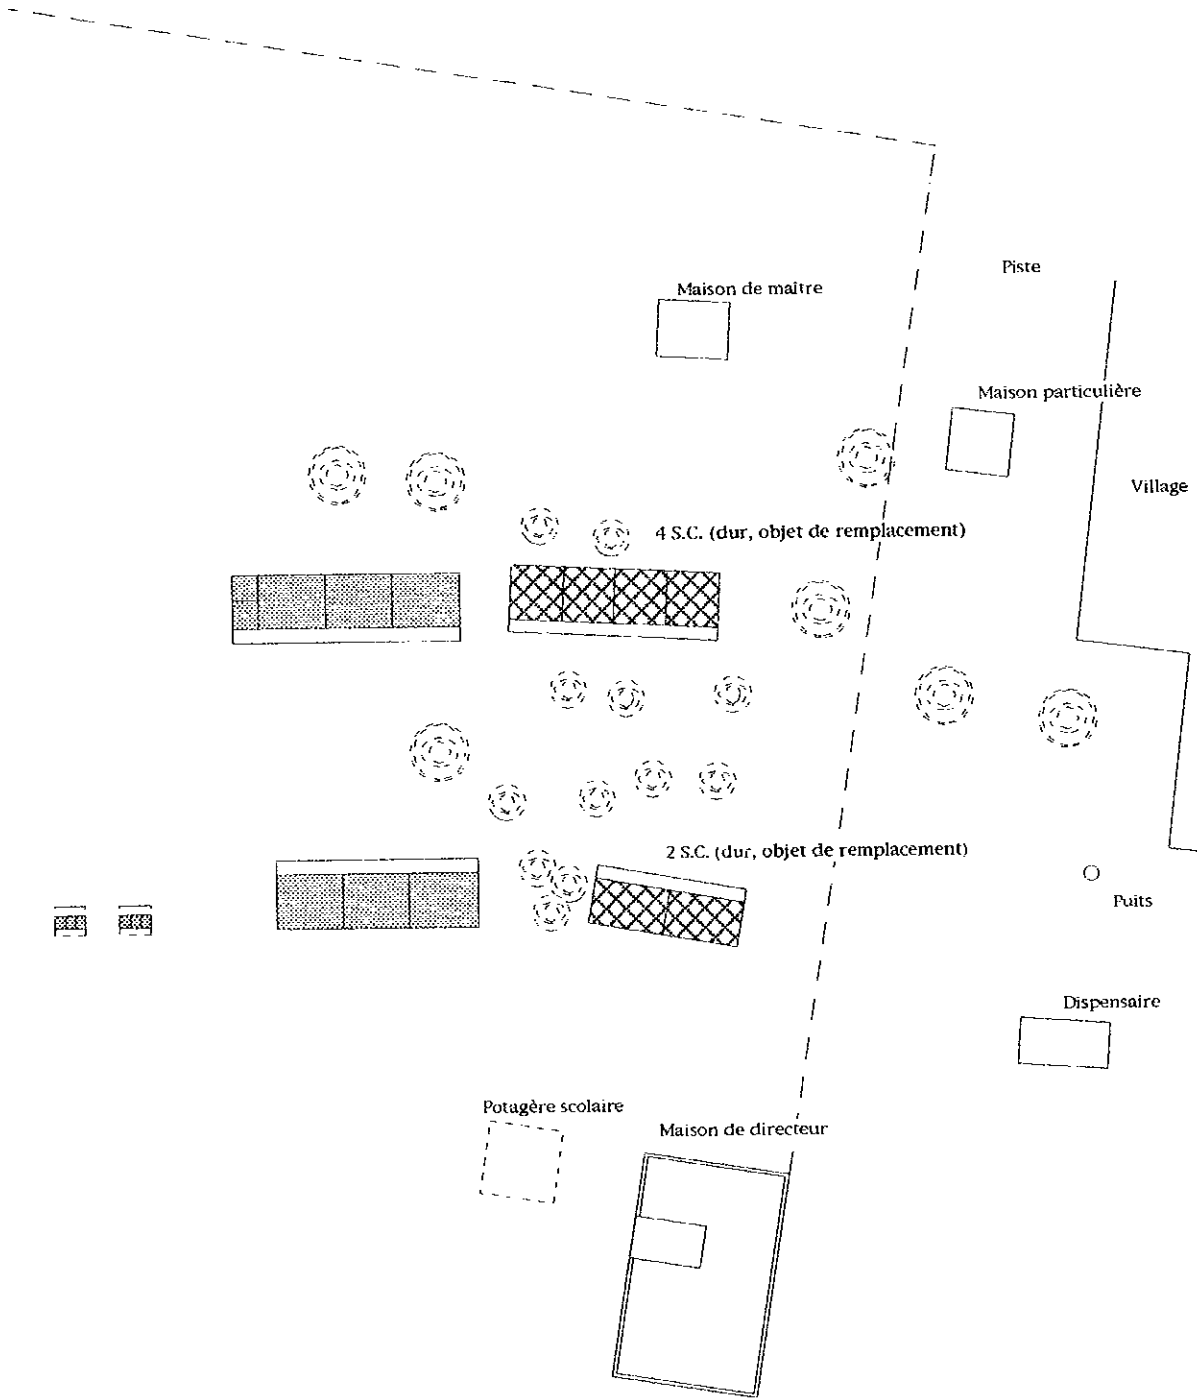 Piste
Maison de maître
Maison particulière
Village
4 S.C. (dur, objet de remplacement)
2 S.C. (dur, objet de remplacement)
Puits
Dispensaire
Potagère scolaire
Maison de directeur